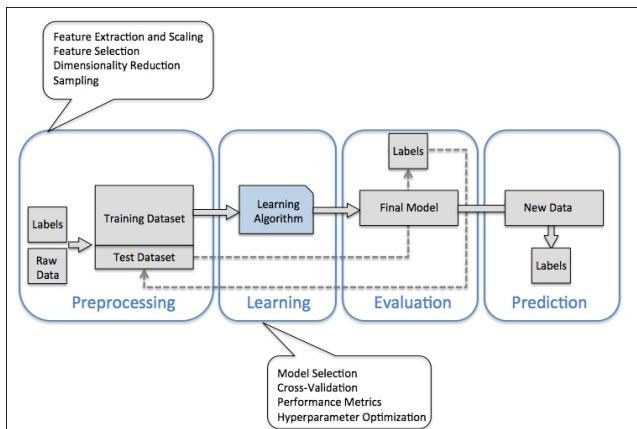 Feature Extraction and Scaling
Feature Selection
Dimensionality Reduction
Sampling
Labels
Raw
Data
Training Dataset
Test Dataset
Preprocessing
Learning
Algorithm
Learning
Labels
Final Model
Evaluation
New Data
Labels
Prediction
Model Selection
Cross-Validation
Performance Metrics
Hyperparameter Optimization